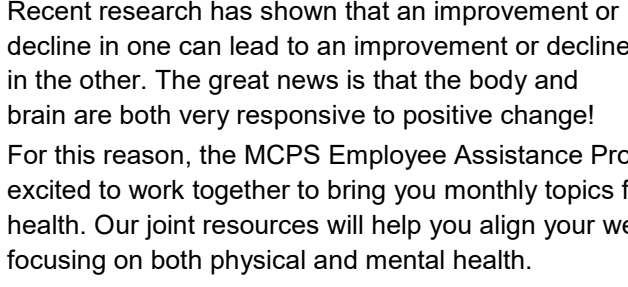 Recent research has shown that an improvement or
decline in one can lead to an improvement or decline
in the other. The great news is that the body and
brain are both very responsive to positive change!
For this reason, the MCPS Employee Assistance
excited to work together to bring you monthly topics
health. Our joint resources will help you align your
focusing on both physical and mental health.